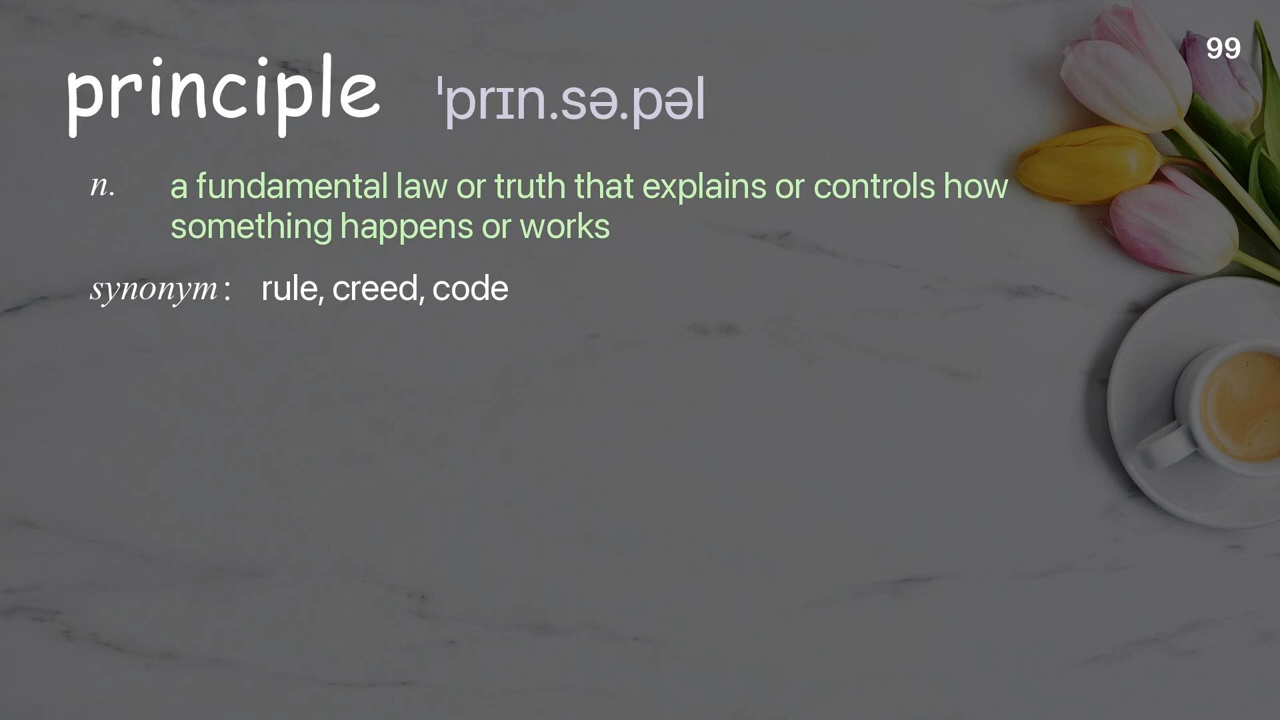 99
principle ˈprɪn.sə.pəl
n. a fundamental law or truth that explains or controls how
something happens or works
synonym: rule, creed, code